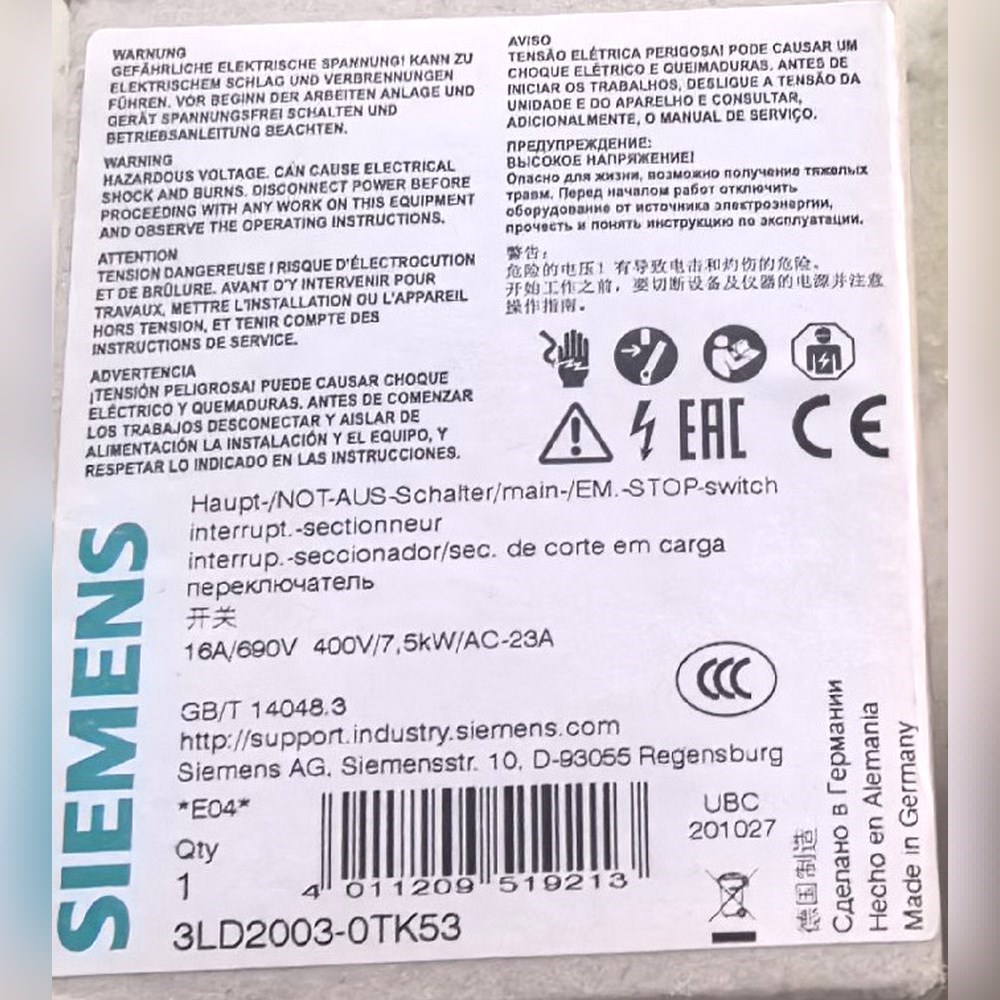 WARNUNG
GEFÄHRLICHE ELEKTRISCHE SPANNUNG! KANN ZU
ELEKTRISCHEM SCHLAG UND VERBRENNUNGEN
FÜHREN. VOR BEGINN DER ARBEITEN ANLAGE UND
GERÄT SPANNUNGSFREI SCHALTEN UND
BETRIEBSANLEITUNG BEACHTEN.
WARNING
HAZARDOUS VOLTAGE. CAN CAUSE ELECTRICAL
SHOCK AND BURNS. DISCONNECT POWER BEFORE
PROCEEDING WITH ANY WORK ON THIS EQUIPMENT
AND OBSERVE THE OPERATING INSTRUCTIONS.
ATTENTION
TENSION DANGEREUSE ! RISQUE D'ÉLECTROCUTION
ET DE BRÛLURE. AVANT D'Y INTERVENIR POUR
TRAVAUX, METTRE L'INSTALLATION OU L'APPAREIL
HORS TENSION, ET TENIR COMPTE DES
INSTRUCTIONS DE SERVICE.
ADVERTENCIA
¡TENSIÓN PELIGROSA! PUEDE CAUSAR CHOQUE
ELÉCTRICO Y QUEMADURAS. ANTES DE COMENZAR
LOS TRABAJOS DESCONECTAR Y AISLAR DE
ALIMENTACIÓN LA INSTALACIÓN Y EL EQUIPO, Y
RESPETAR LO INDICADO EN LAS INSTRUCCIONES.
AVISO
TENSÃO ELÉTRICA PERIGOSA! PODE CAUSAR UM
CHOQUE ELÉTRICO E QUEIMADURAS. ANTES DE
INICIAR OS TRABALHOS, DESLIGUE A TENSÃO DA
UNIDADE E DO APARELHO E CONSULTAR,
ADICIONALMENTE, O MANUAL DE SERVIÇO.
ПРЕДУПРЕЖДЕНИЕ:
ВЫСОКОЕ НАПРЯЖЕНИЕ!
Опасно для жизни, возможно получение тяжелых
травм. Перед началом работ отключить
оборудование от источника электроэнергии,
прочесть и понять инструкцию по эксплуатации.
警告:
危险的电压! 有导致电击和灼伤的危险。
开始工作之前, 要切断设备及仪器的电源并注意
操作指南。
EAC CE
SIEMENS
Haupt-/NOT-AUS-Schalter/main-/EM.-STOP-switch
interrupt.-sectionneur
interrup.-seccionador/sec. de corte em carga
переключатель
开关
16A/690V 400V/7,5kW/AC-23A
CCC
GB/T 14048.3
http://support.industry.siemens.com
Siemens AG, Siemensstr. 10, D-93055 Regensburg
*E04*
Qty
1
4 011209 519213
UBC
201027
3LD2003-0TK53
德国制造
Сделано в Германии
Hecho en Alemania
Made in Germany